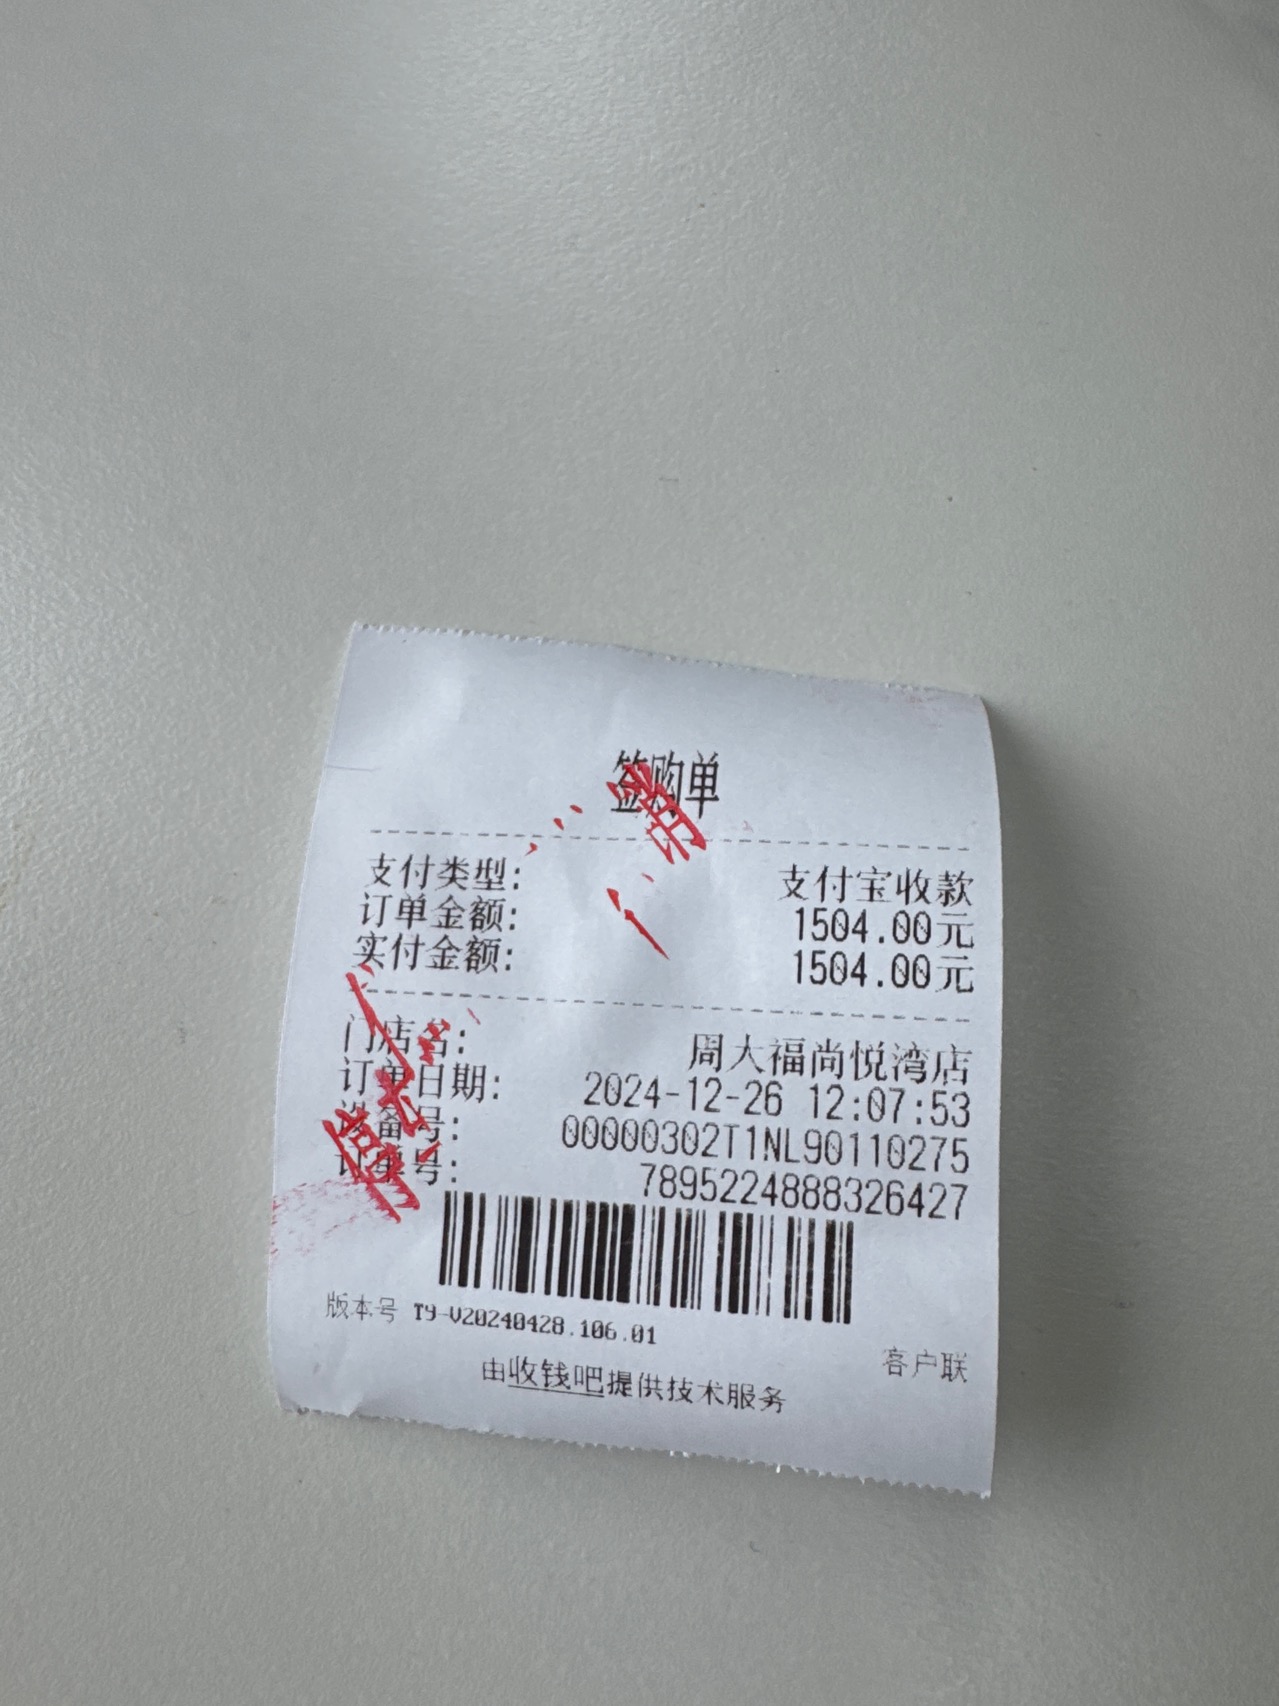 签购单
支付类型: 支付宝收款
订单金额: 1504.00元
实付金额: 1504.00元
门店名: 周大福尚悦湾店
订单日期: 2024-12-26 12:07:53
设备号: 00000302T1NL90110275
订单号: 7895224888326427
版本号 T9-V20240428.106.01
客户联
由收钱吧提供技术服务